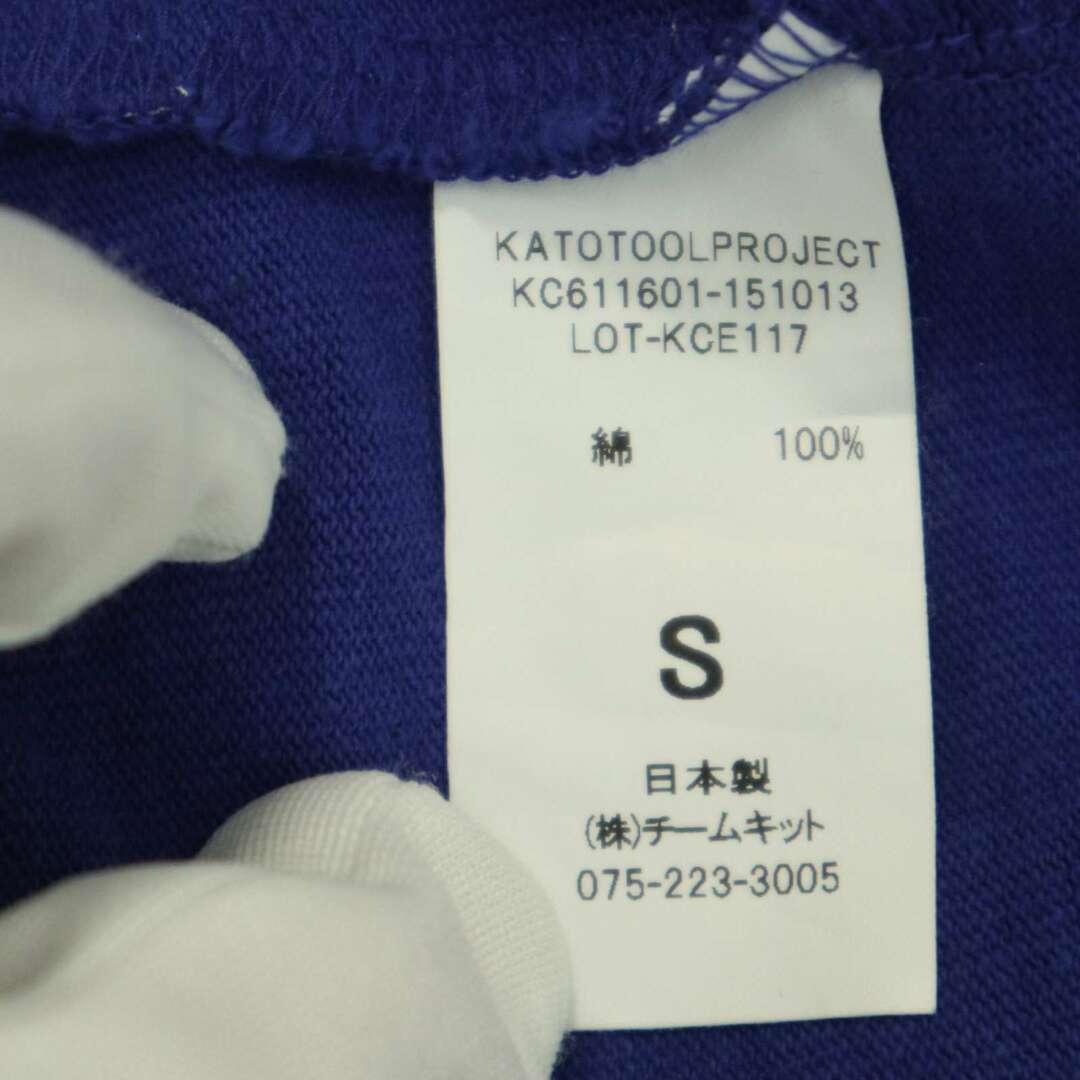 KATOTOOLPROJECT
KC611601-151013
LOT-KCE117
綿 100%
S
日本製
(株)チームキット
075-223-3005